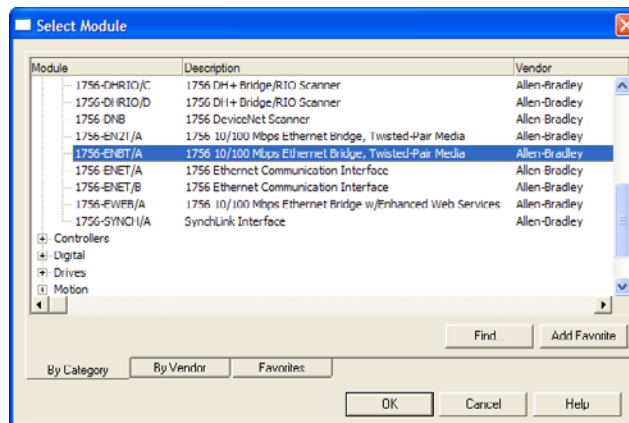 Select Module
Module Description Vendor
1756-DHRIO/C 1756 DH+ Bridge/RIO Scanner Allen-Bradley
1756-DHRIO/D 1756 DH+ Bridge/RIO Scanner Allen-Bradley
1756-DNB 1756 DeviceNet Scanner Allen-Bradley
1756-EN2T/A 1756 10/100 Mbps Ethernet Bridge, Twisted-Pair Media Allen-Bradley
1756-ENBT/A 1756 10/100 Mbps Ethernet Bridge, Twisted-Pair Media Allen-Bradley
1756-ENET/A 1756 Ethernet Communication Interface Allen-Bradley
1756-ENET/B 1756 Ethernet Communication Interface Allen-Bradley
1756-EWEB/A 1756 10/100 Mbps Ethernet Bridge w/Enhanced Web Services Allen-Bradley
1756-SYNCH/A SynchLink Interface Allen-Bradley
Controllers
Digital
Drives
Motion
Find... Add Favorite
By Category By Vendor Favorites
OK Cancel Help